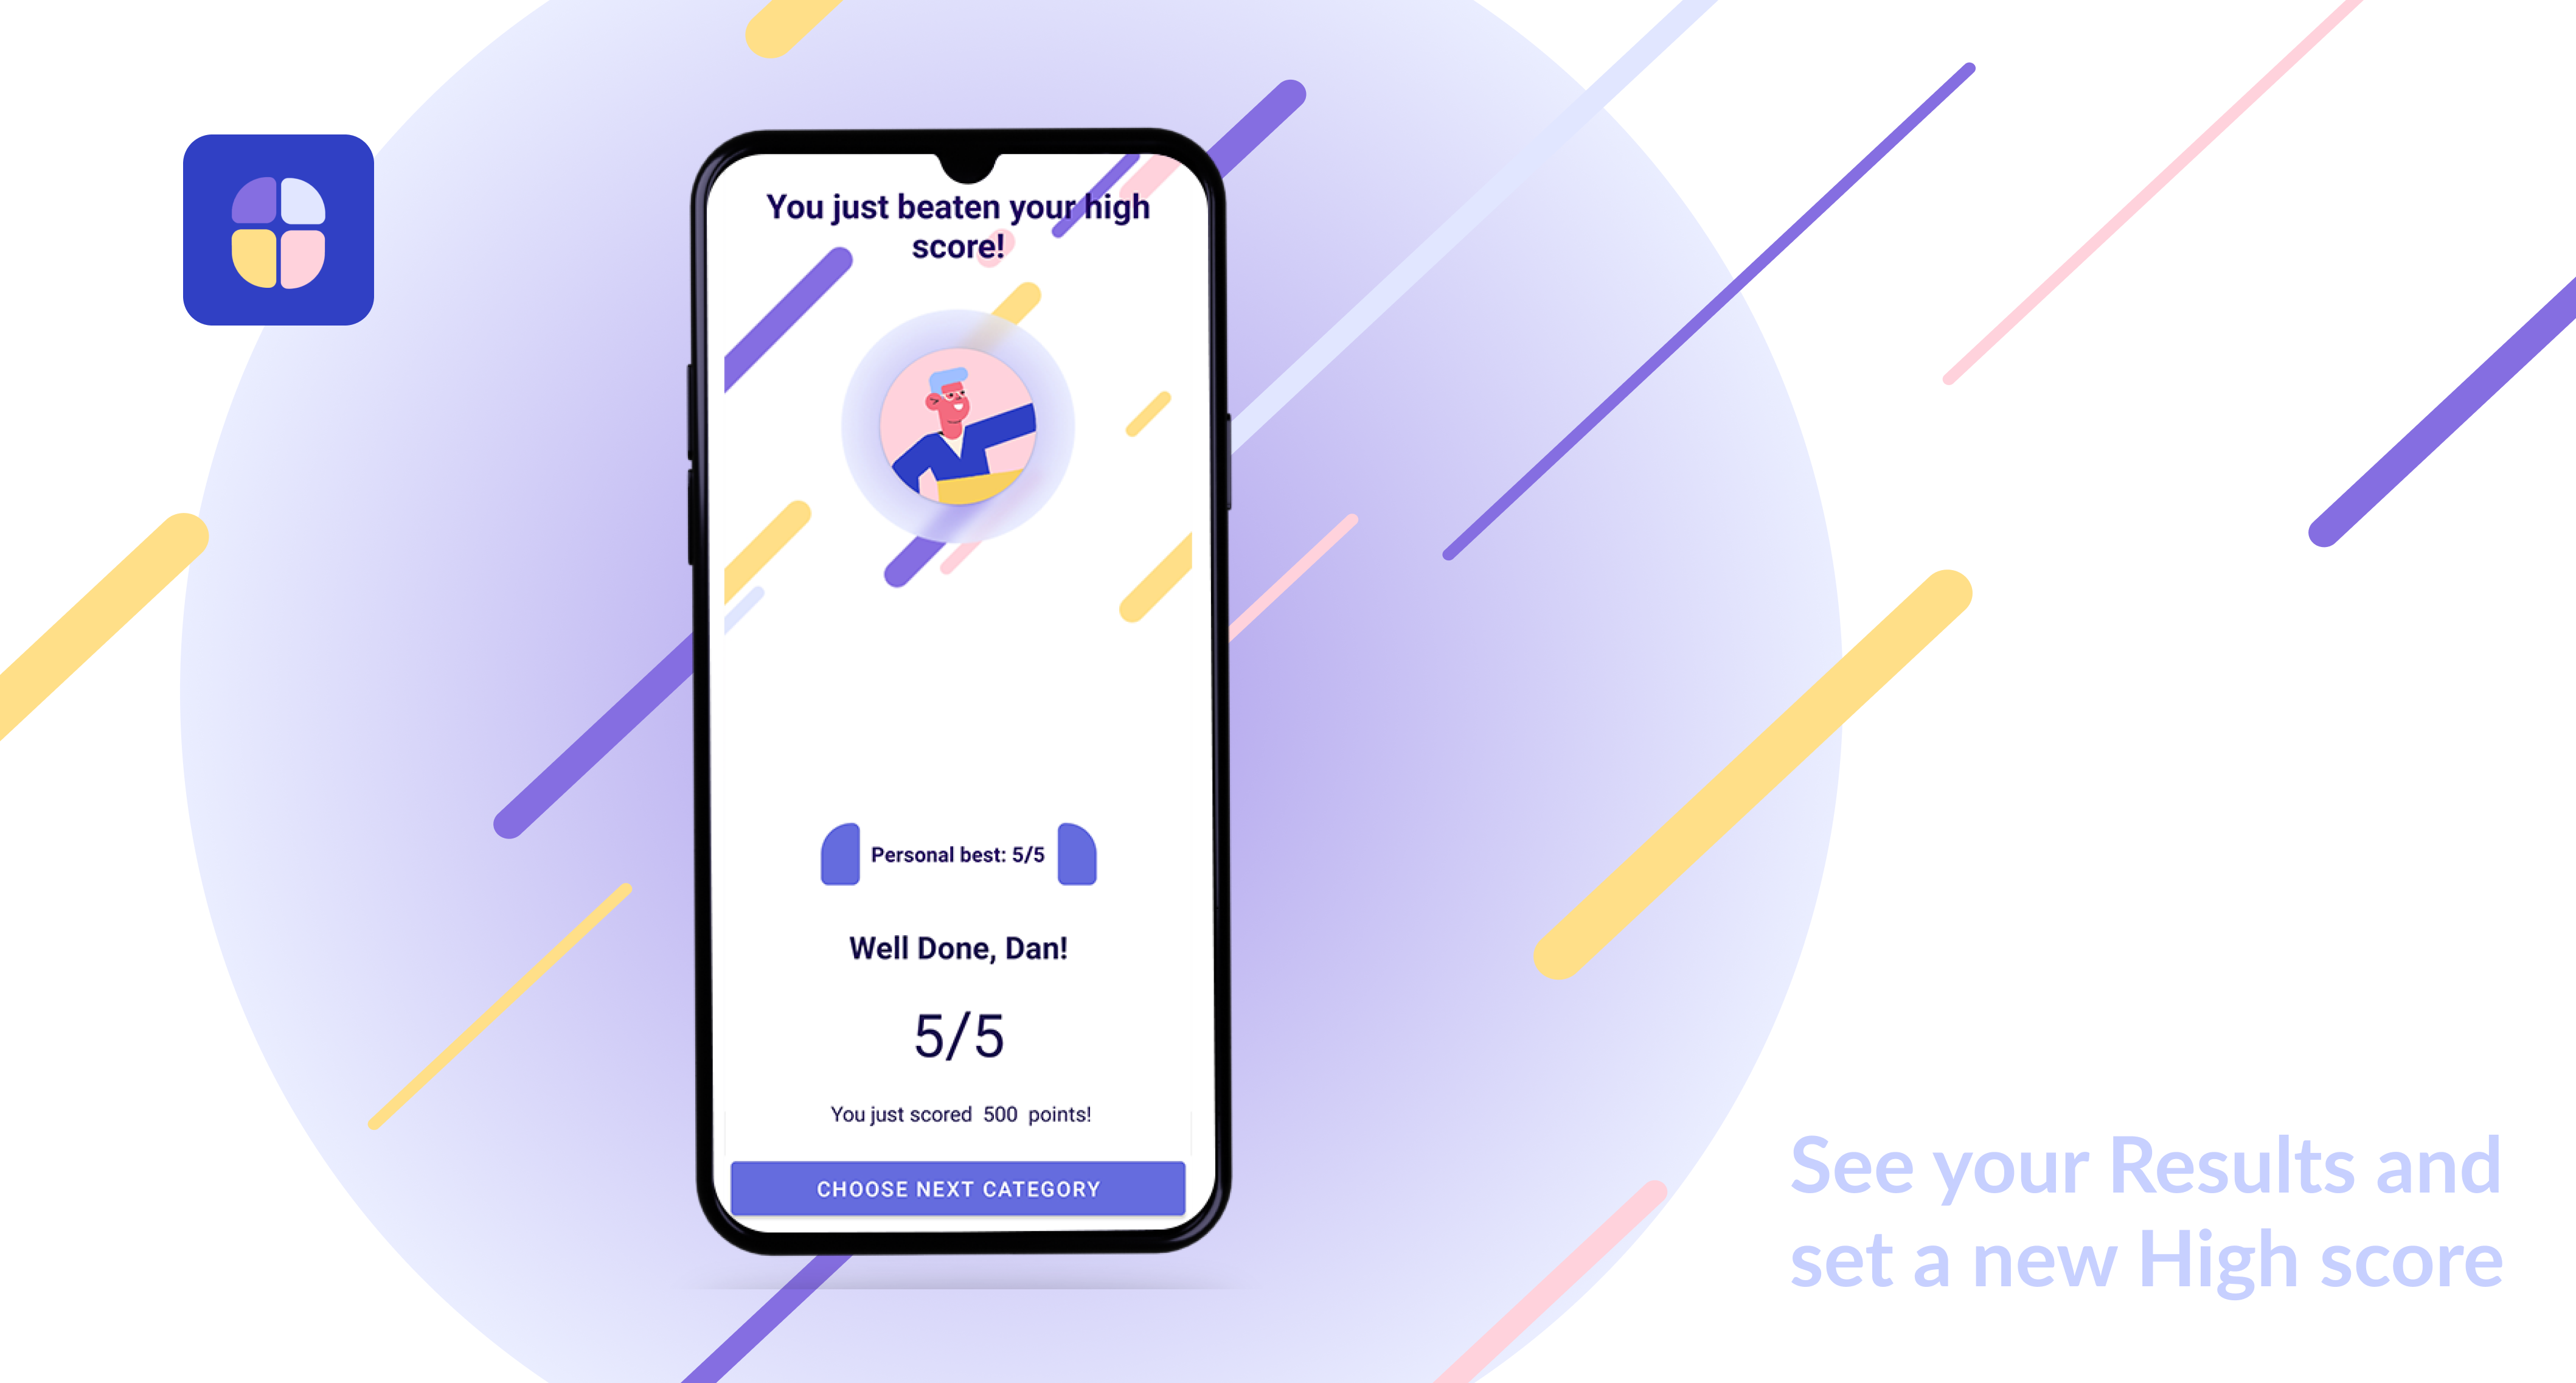 You just beaten your high
score!
Personal best: 5/5
Well Done, Dan!
5/5
You just scored 500 points!
CHOOSE NEXT CATEGORY
See your Results and
set a new High score